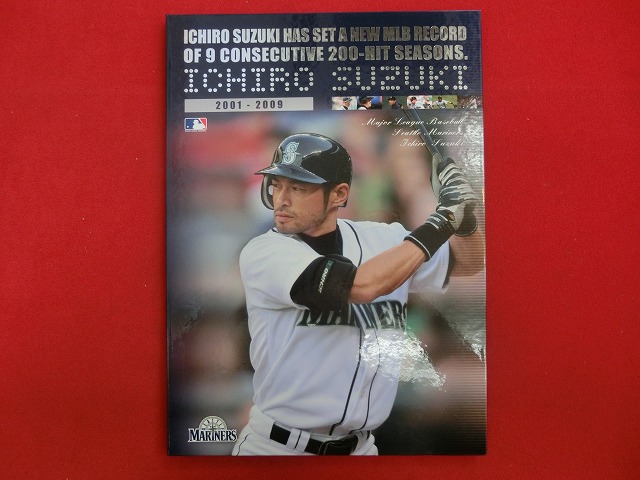 ICHIRO SUZUKI HAS SET A NEW MLB RECORD
OF 9 CONSECUTIVE 200-HIT SEASONS.
ICHIRO SUZUKI
2001 - 2009
Major League Baseball
Seattle Mariners
Ichiro Suzuki
S
MARINERS
MARINERS